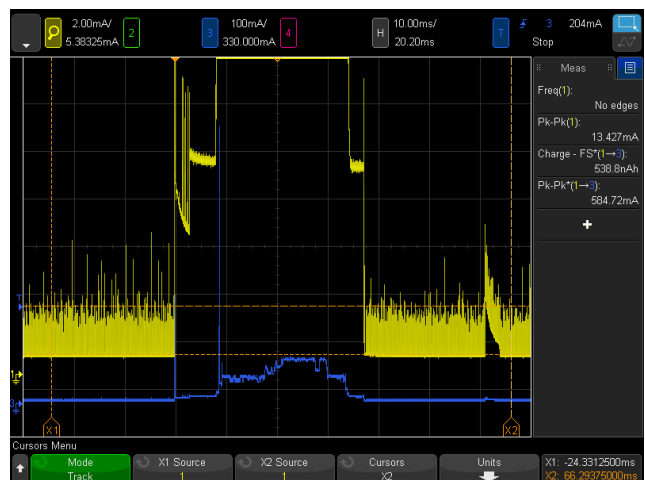 2.00mA/
5.38325mA
2
3
100mA/
330.000mA
4
H
10.00ms/
20.20ms
T
3
204mA
Stop
Meas
Freq(1):
No edges
Pk-Pk(1):
13.427mA
Charge - FS*(1→3):
538.8nAh
Pk-Pk*(1→3):
584.72mA
T
1
3
X1
X2
Cursors Menu
Mode
Track
X1 Source
1
X2 Source
1
Cursors
X2
Units
X1: -24.3312500ms
X2: 66.29375000ms